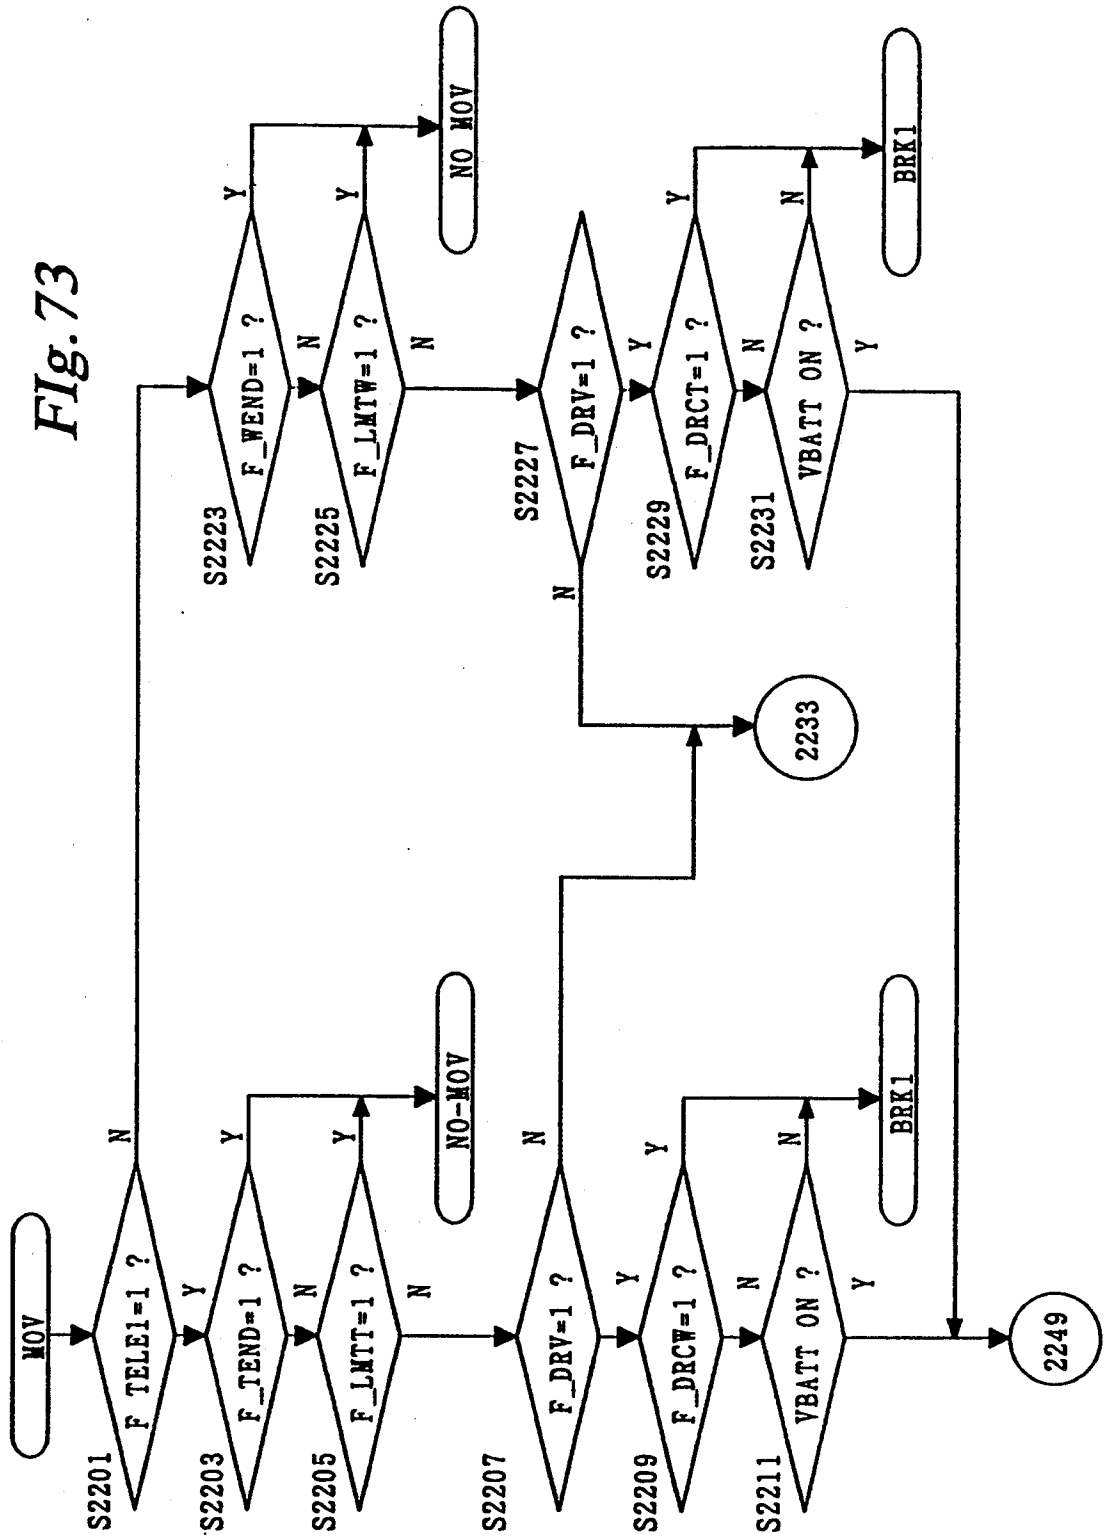 FIg. 73
MOV
S2201
F TELE1=1 ?
N
Y
S2203
F_TEND=1 ?
Y
N
S2205
F_LMTT=1 ?
Y
N
NO-MOV
S2207
F_DRV=1 ?
N
Y
S2209
F_DRCW=1 ?
Y
N
S2211
VBATT ON ?
N
Y
BRK1
2249
S2223
F_WEND=1 ?
Y
N
S2225
F_LMTW=1 ?
Y
N
NO MOV
S2227
F_DRV=1 ?
N
Y
S2229
F_DRCT=1 ?
Y
N
S2231
VBATT ON ?
N
Y
BRK1
2233